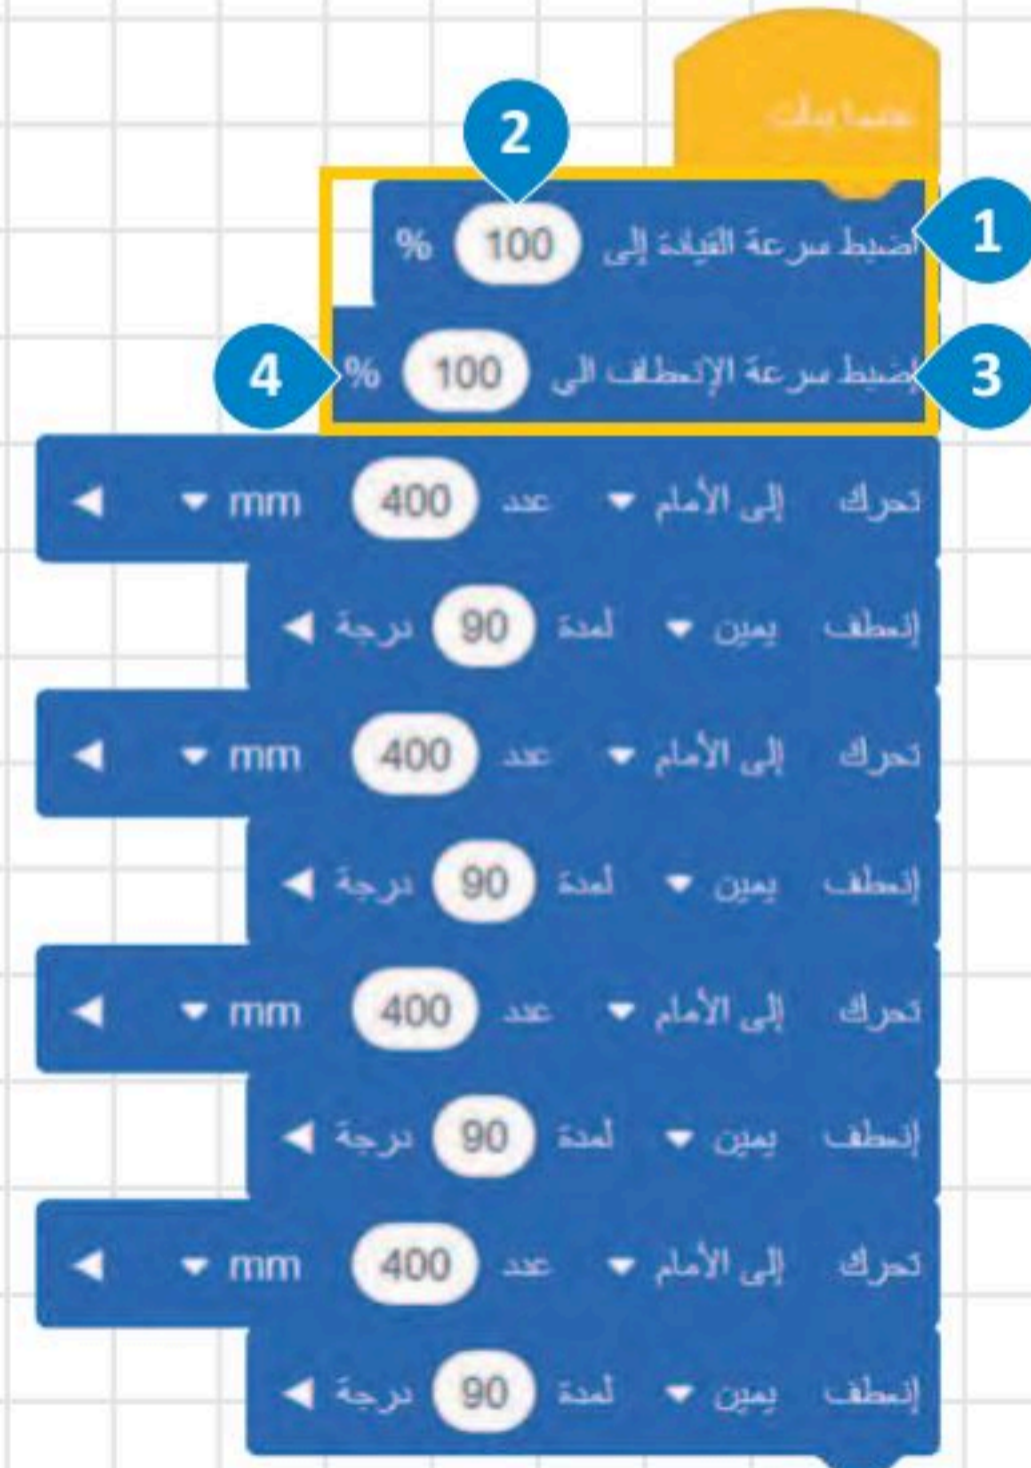 عندما بدأت
2
اضبط سرعة القيادة إلى 100 %
1
إضبط سرعة الإنعطاف الى 100 %
3
4
تحرك إلى الأمام عدد 400 mm
إنعطف يمين لمدة 90 درجة
تحرك إلى الأمام عدد 400 mm
إنعطف يمين لمدة 90 درجة
تحرك إلى الأمام عدد 400 mm
إنعطف يمين لمدة 90 درجة
تحرك إلى الأمام عدد 400 mm
إنعطف يمين لمدة 90 درجة